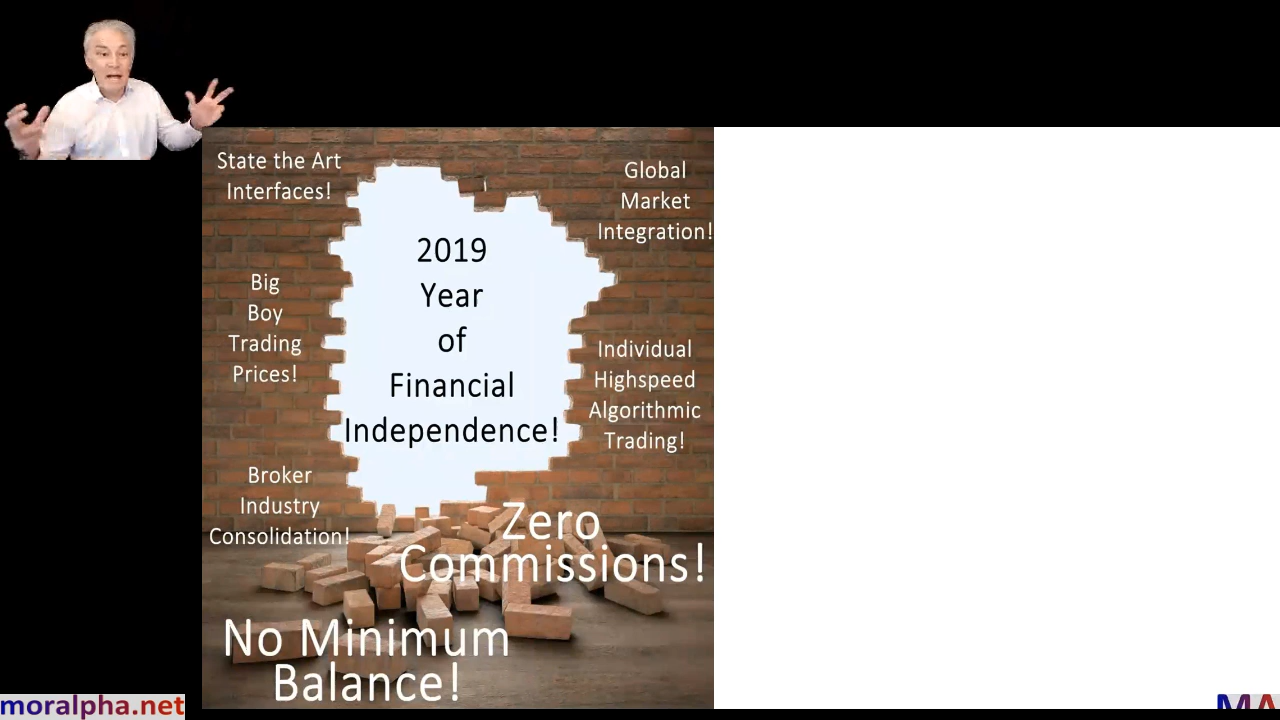 State the Art
Interfaces!
Global
Market
Integration!
2019
Year
of
Financial
Independence!
Big
Boy
Trading
Prices!
Individual
Highspeed
Algorithmic
Trading!
Broker
Industry
Consolidation!
Zero
Commissions!
No Minimum
Balance!
moralpha.net
MA